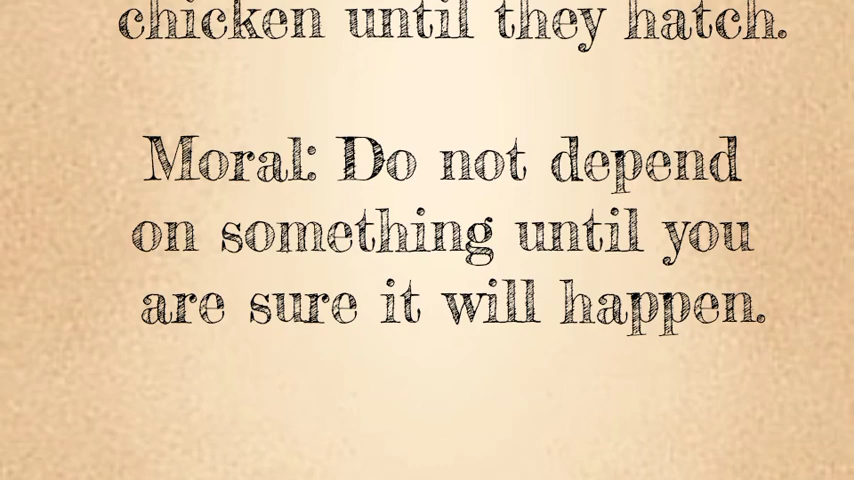 chicken until they hatch.
Moral: Do not depend
on something until you
are sure it will happen.